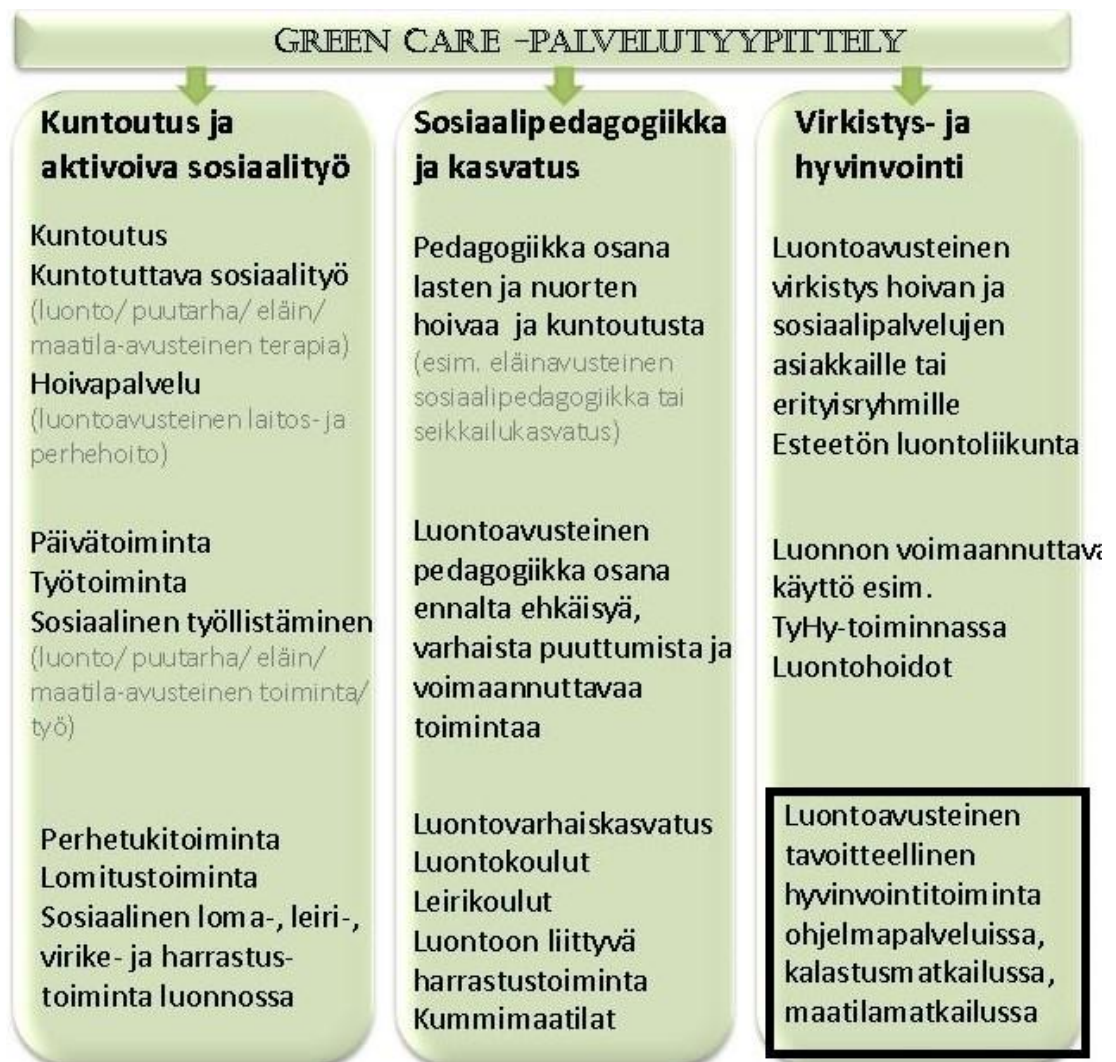 GREEN CARE -PALVELUTYYPITTELY
Kuntoutus ja
aktivoiva sosiaalityö
Kuntoutus
Kuntotuttava sosiaalityö
(luonto/ puutarha/ eläin/
maatila-avusteinen terapia)
Hoivapalvelu
(luontoavusteinen laitos- ja
perhehoito)
Päivätoiminta
Työtoiminta
Sosiaalinen työllistäminen
(luonto/ puutarha/ eläin/
maatila-avusteinen toiminta/
työ)
Perhetukitoiminta
Lomitustoiminta
Sosiaalinen loma-, leiri-,
virike- ja harrastus-
toiminta luonnossa
Sosiaalipedagogiikka
ja kasvatus
Pedagogiikka osana
lasten ja nuorten
hoivaa ja kuntoutusta
(esim. eläinavusteinen
sosiaalipedagogiikka tai
seikkailukasvatus)
Luontoavusteinen
pedagogiikka osana
ennalta ehkäisyä,
varhaista puuttumista ja
voimaannuttavaa
toimintaa
Luontovarhaiskasvatus
Luontokoulut
Leirikoulut
Luontoon liittyvä
harrastustoiminta
Kummimaatilat
Virkistys- ja
hyvinvointi
Luontoavusteinen
virkistys hoivan ja
sosiaalipalvelujen
asiakkaille tai
erityisryhmille
Esteetön luontoliikunta
Luonnon voimaannuttava
käyttö esim.
TyHy-toiminnassa
Luontohoidot
Luontoavusteinen
tavoitteellinen
hyvinvointitoiminta
ohjelmapalveluissa,
kalastusmatkailussa,
maatilamatkailussa